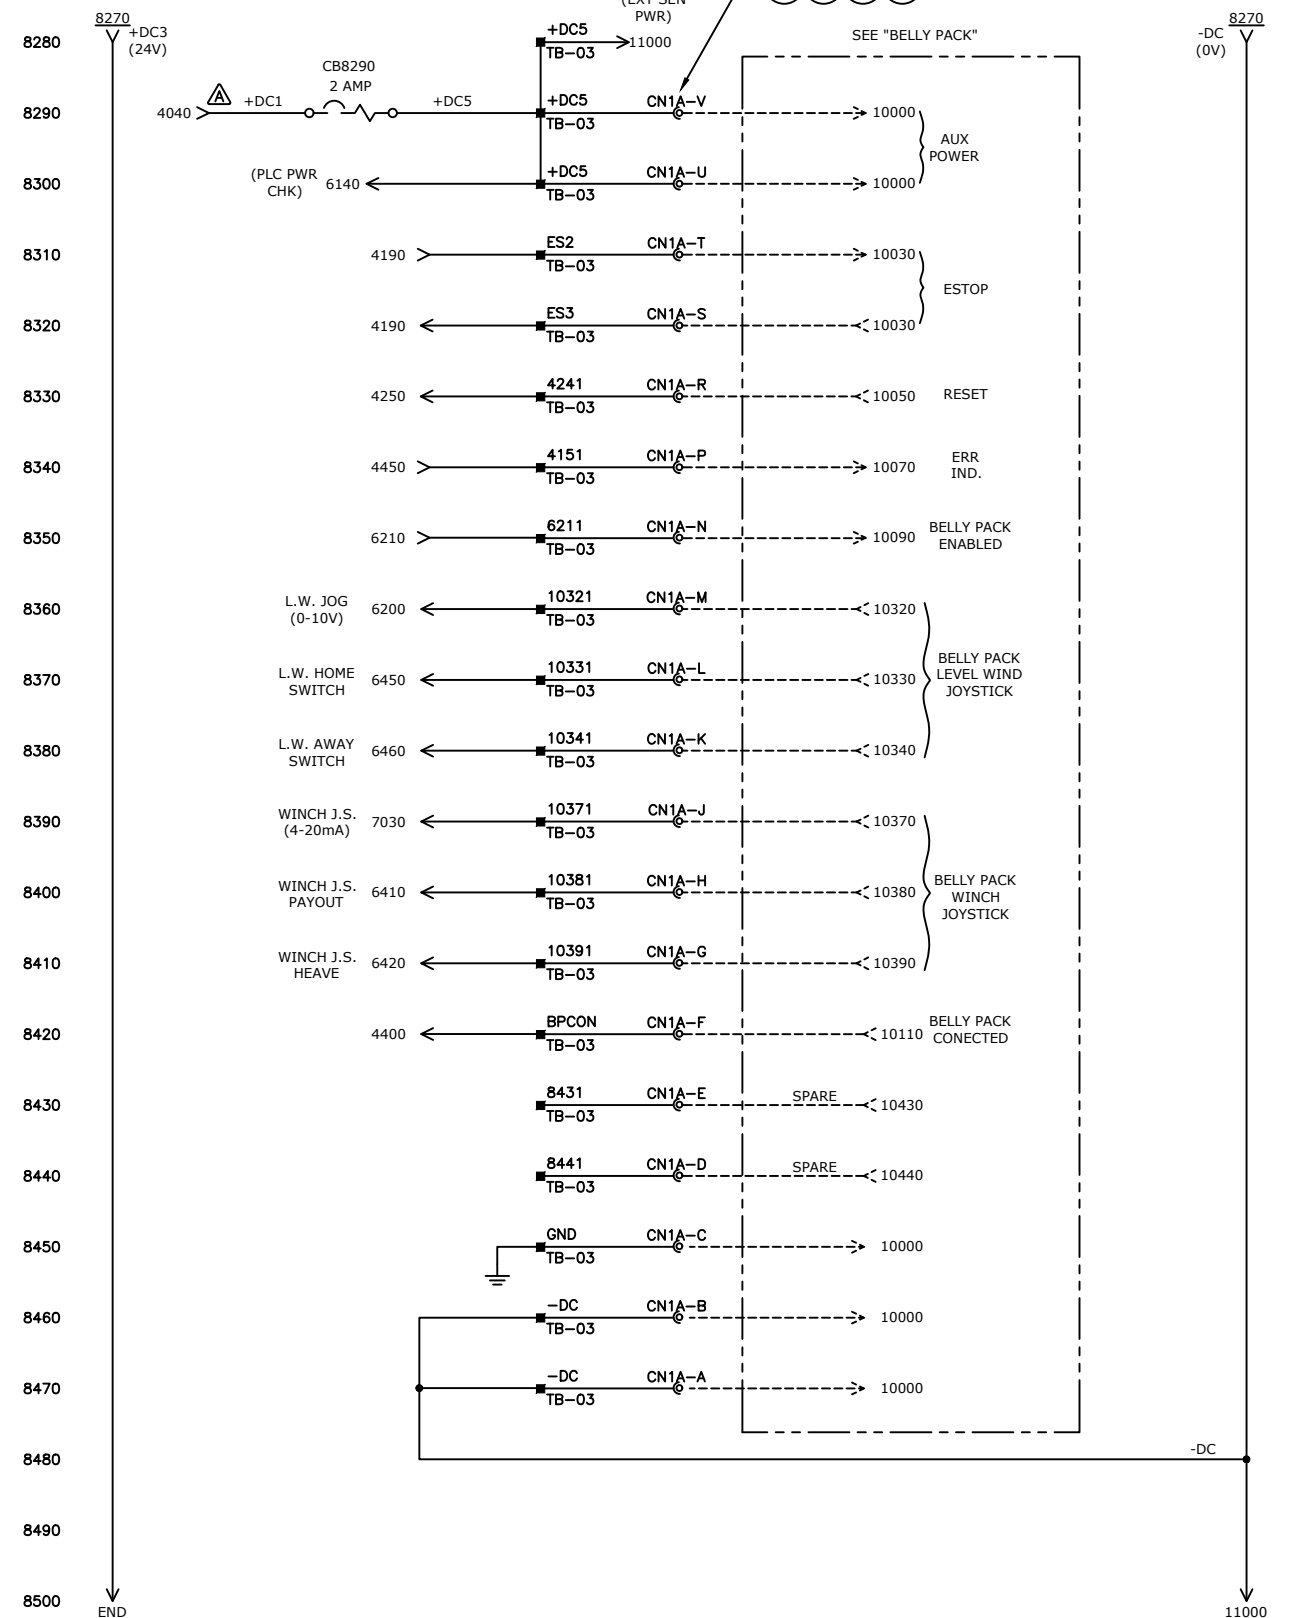 (EXT SEN
PWR)
8270
+DC3
(24V)
8270
-DC
(0V)
SEE "BELLY PACK"
8280
+DC5
TB-03
11000
CB8290
2 AMP
8290
4040
A
+DC1
+DC5
+DC5
TB-03
CN1A-V
10000
AUX
POWER
8300
(PLC PWR
CHK)
6140
+DC5
TB-03
CN1A-U
10000
8310
4190
ES2
TB-03
CN1A-T
10030
ESTOP
8320
4190
ES3
TB-03
CN1A-S
10030
8330
4250
4241
TB-03
CN1A-R
10050
RESET
8340
4450
4151
TB-03
CN1A-P
10070
ERR
IND.
8350
6210
6211
TB-03
CN1A-N
10090
BELLY PACK
ENABLED
8360
L.W. JOG
(0-10V)
6200
10321
TB-03
CN1A-M
10320
8370
L.W. HOME
SWITCH
6450
10331
TB-03
CN1A-L
10330
BELLY PACK
LEVEL WIND
JOYSTICK
8380
L.W. AWAY
SWITCH
6460
10341
TB-03
CN1A-K
10340
8390
WINCH J.S.
(4-20mA)
7030
10371
TB-03
CN1A-J
10370
8400
WINCH J.S.
PAYOUT
6410
10381
TB-03
CN1A-H
10380
BELLY PACK
WINCH
JOYSTICK
8410
WINCH J.S.
HEAVE
6420
10391
TB-03
CN1A-G
10390
8420
4400
BPCON
TB-03
CN1A-F
10110
BELLY PACK
CONECTED
8430
8431
TB-03
CN1A-E
SPARE
10430
8440
8441
TB-03
CN1A-D
SPARE
10440
8450
GND
TB-03
CN1A-C
10000
8460
-DC
TB-03
CN1A-B
10000
8470
-DC
TB-03
CN1A-A
10000
8480
-DC
8490
8500
END
11000